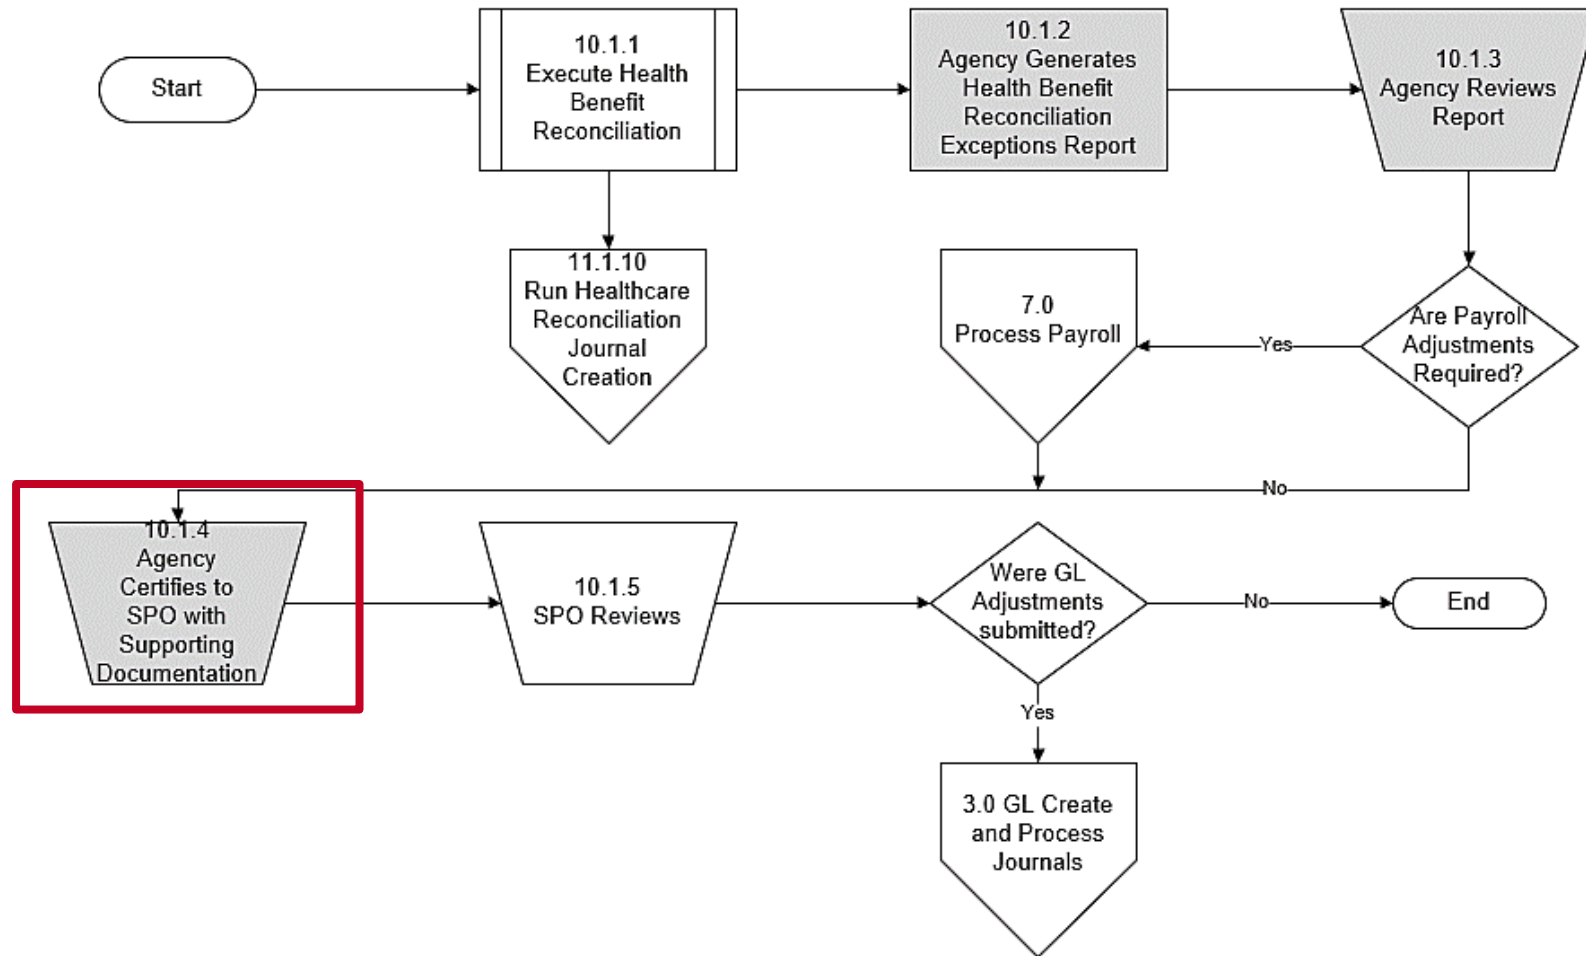 Start
10.1.1
Execute Health
Benefit
Reconciliation
10.1.2
Agency Generates
Health Benefit
Reconciliation
Exceptions Report
10.1.3
Agency Reviews
Report
11.1.10
Run Healthcare
Reconciliation
Journal
Creation
7.0
Process Payroll
Yes
Are Payroll
Adjustments
Required?
No
10.1.4
Agency
Certifies to
SPO with
Supporting
Documentation
10.1.5
SPO Reviews
Were GL
Adjustments
submitted?
No
End
Yes
3.0 GL Create
and Process
Journals